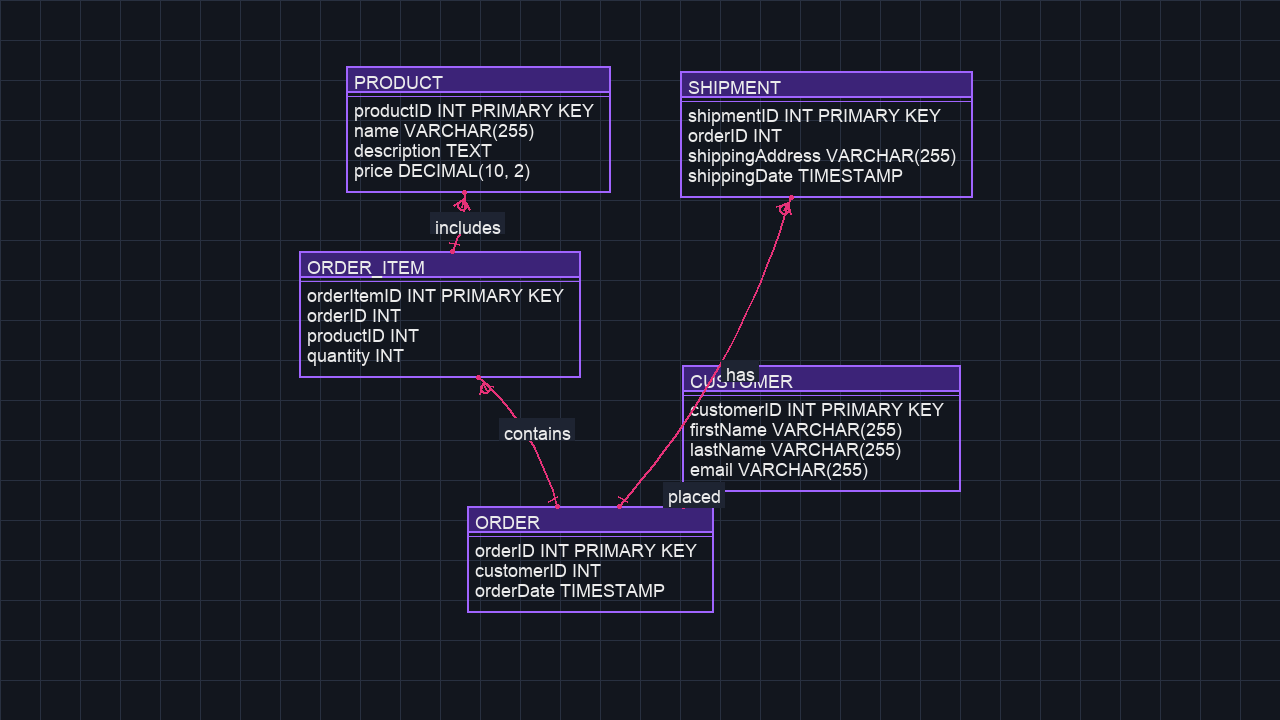 PRODUCT
productID INT PRIMARY KEY
name VARCHAR(255)
description TEXT
price DECIMAL(10, 2)
SHIPMENT
shipmentID INT PRIMARY KEY
orderID INT
shippingAddress VARCHAR(255)
shippingDate TIMESTAMP
includes
ORDER_ITEM
orderItemID INT PRIMARY KEY
orderID INT
productID INT
quantity INT
has
CUSTOMER
customerID INT PRIMARY KEY
firstName VARCHAR(255)
lastName VARCHAR(255)
email VARCHAR(255)
contains
placed
ORDER
orderID INT PRIMARY KEY
customerID INT
orderDate TIMESTAMP